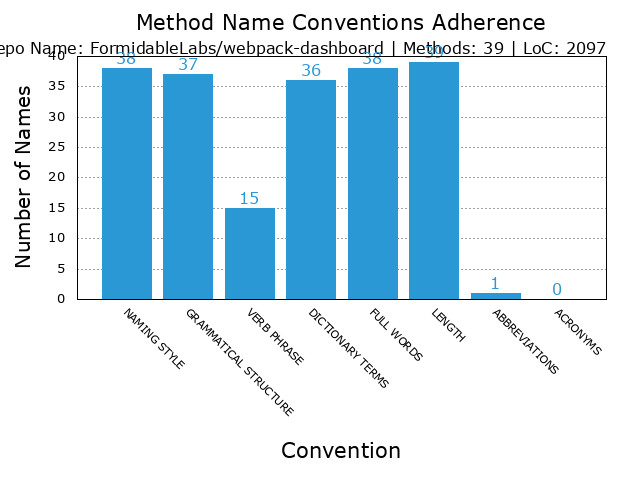 Method Name Conventions Adherence
epo Name: FormidableLabs/webpack-dashboard | Methods: 39 | LoC: 2097
Number of Names
40
35
30
25
20
15
10
5
0
38
37
15
36
38
39
1
0
NAMING STYLE
GRAMMATICAL STRUCTURE
VERB PHRASE
DICTIONARY TERMS
FULL WORDS
LENGTH
ABBREVIATIONS
ACRONYMS
Convention